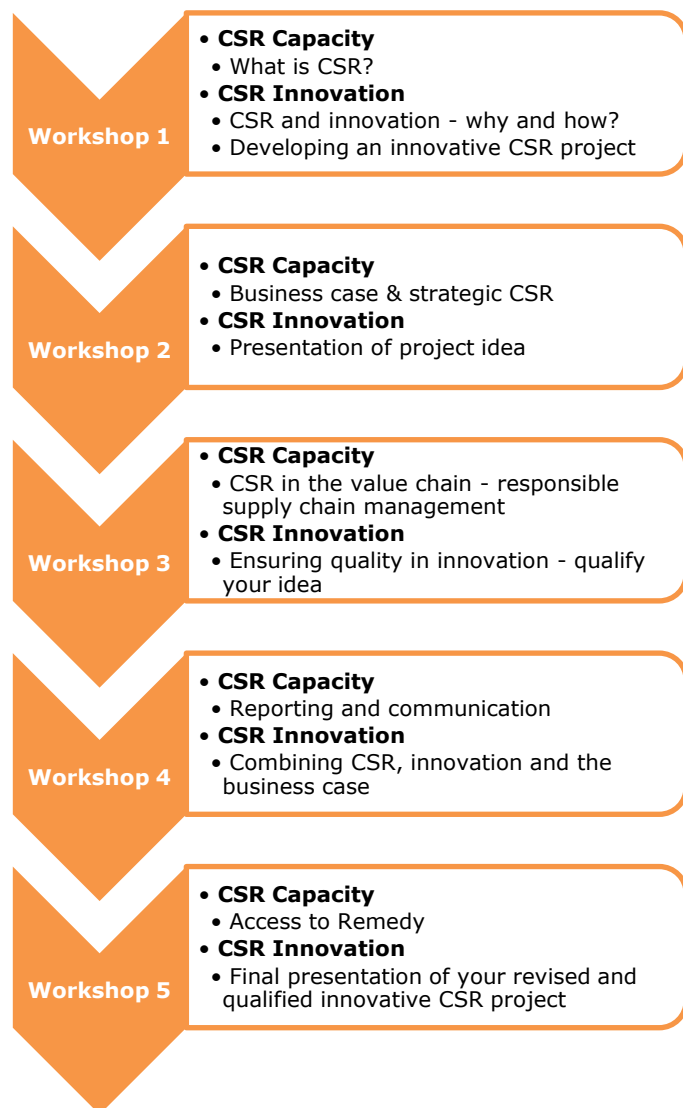 • CSR Capacity
• What is CSR?
• CSR Innovation
• CSR and innovation - why and how?
• Developing an innovative CSR project
Workshop 1
• CSR Capacity
• Business case & strategic CSR
• CSR Innovation
• Presentation of project idea
Workshop 2
• CSR Capacity
• CSR in the value chain - responsible
supply chain management
• CSR Innovation
• Ensuring quality in innovation - qualify
your idea
Workshop 3
• CSR Capacity
• Reporting and communication
• CSR Innovation
• Combining CSR, innovation and the
business case
Workshop 4
• CSR Capacity
• Access to Remedy
• CSR Innovation
• Final presentation of your revised and
qualified innovative CSR project
Workshop 5